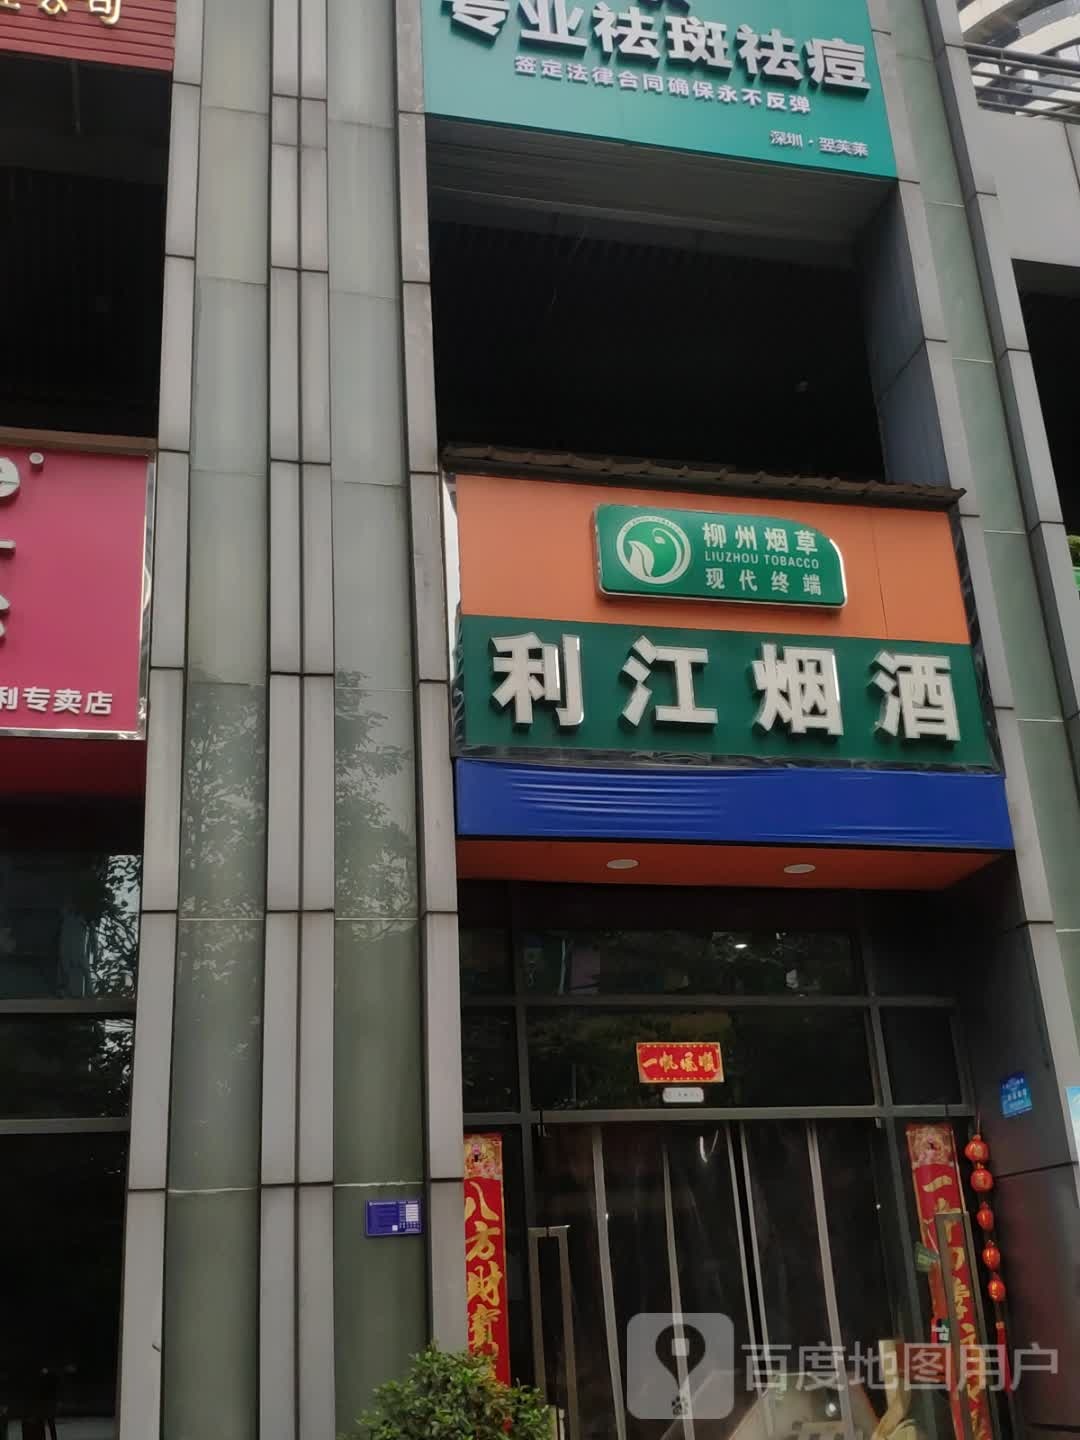 公司
专业祛斑祛痘
签定法律合同确保永不反弹
深圳·翌芙莱
e
利专卖店
柳州烟草
LIUZHOU TOBACCO
现代终端
利江烟酒
一帆风顺
八方财宝
百度地图用户